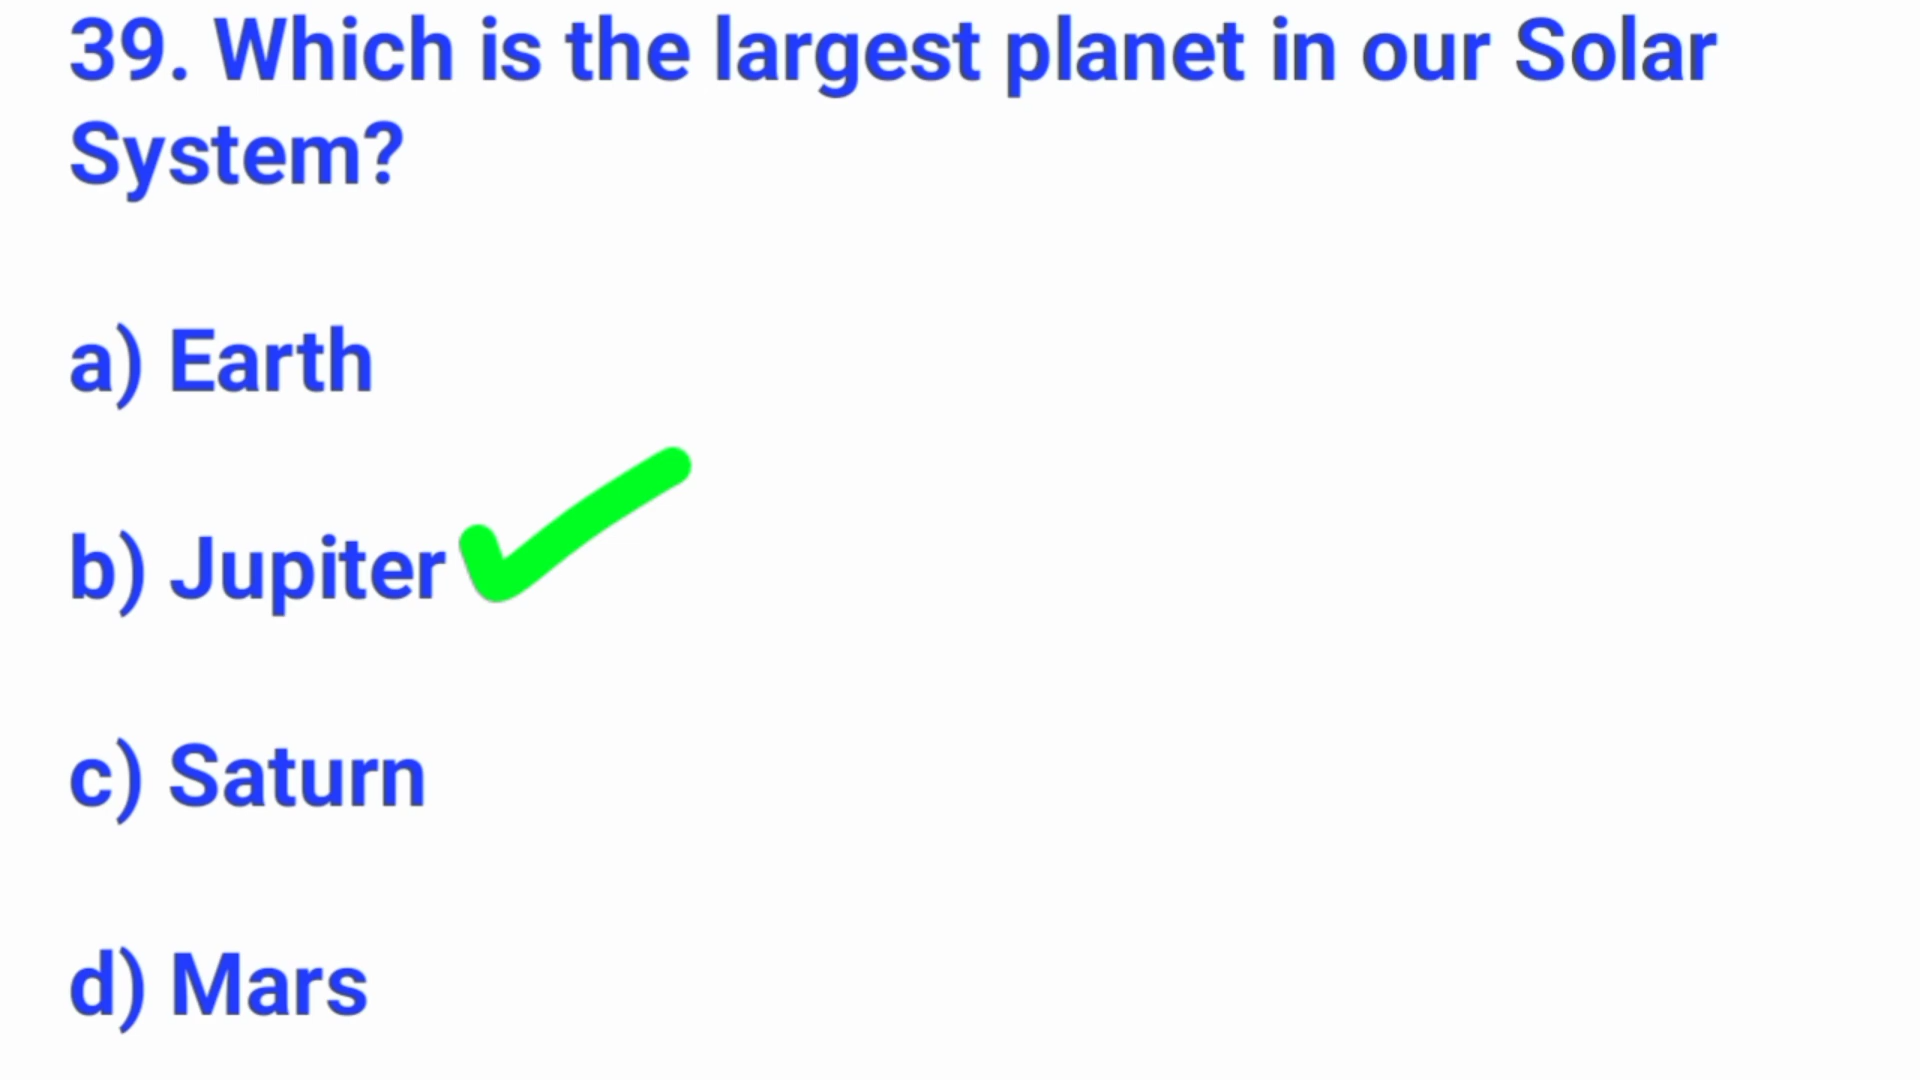 39. Which is the largest planet in our Solar
System?
a) Earth
b) Jupiter
c) Saturn
d) Mars